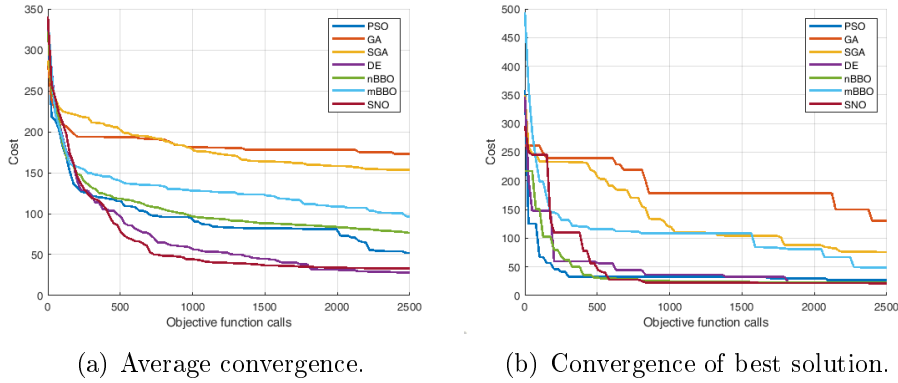 350
300
250
200
150
100
50
0
Cost
0 500 1000 1500 2000 2500
Objective function calls
PSO
GA
SGA
DE
nBBO
mBBO
SNO
(a) Average convergence.
500
450
400
350
300
250
200
150
100
50
0
Cost
0 500 1000 1500 2000 2500
Objective function calls
PSO
GA
SGA
DE
nBBO
mBBO
SNO
(b) Convergence of best solution.